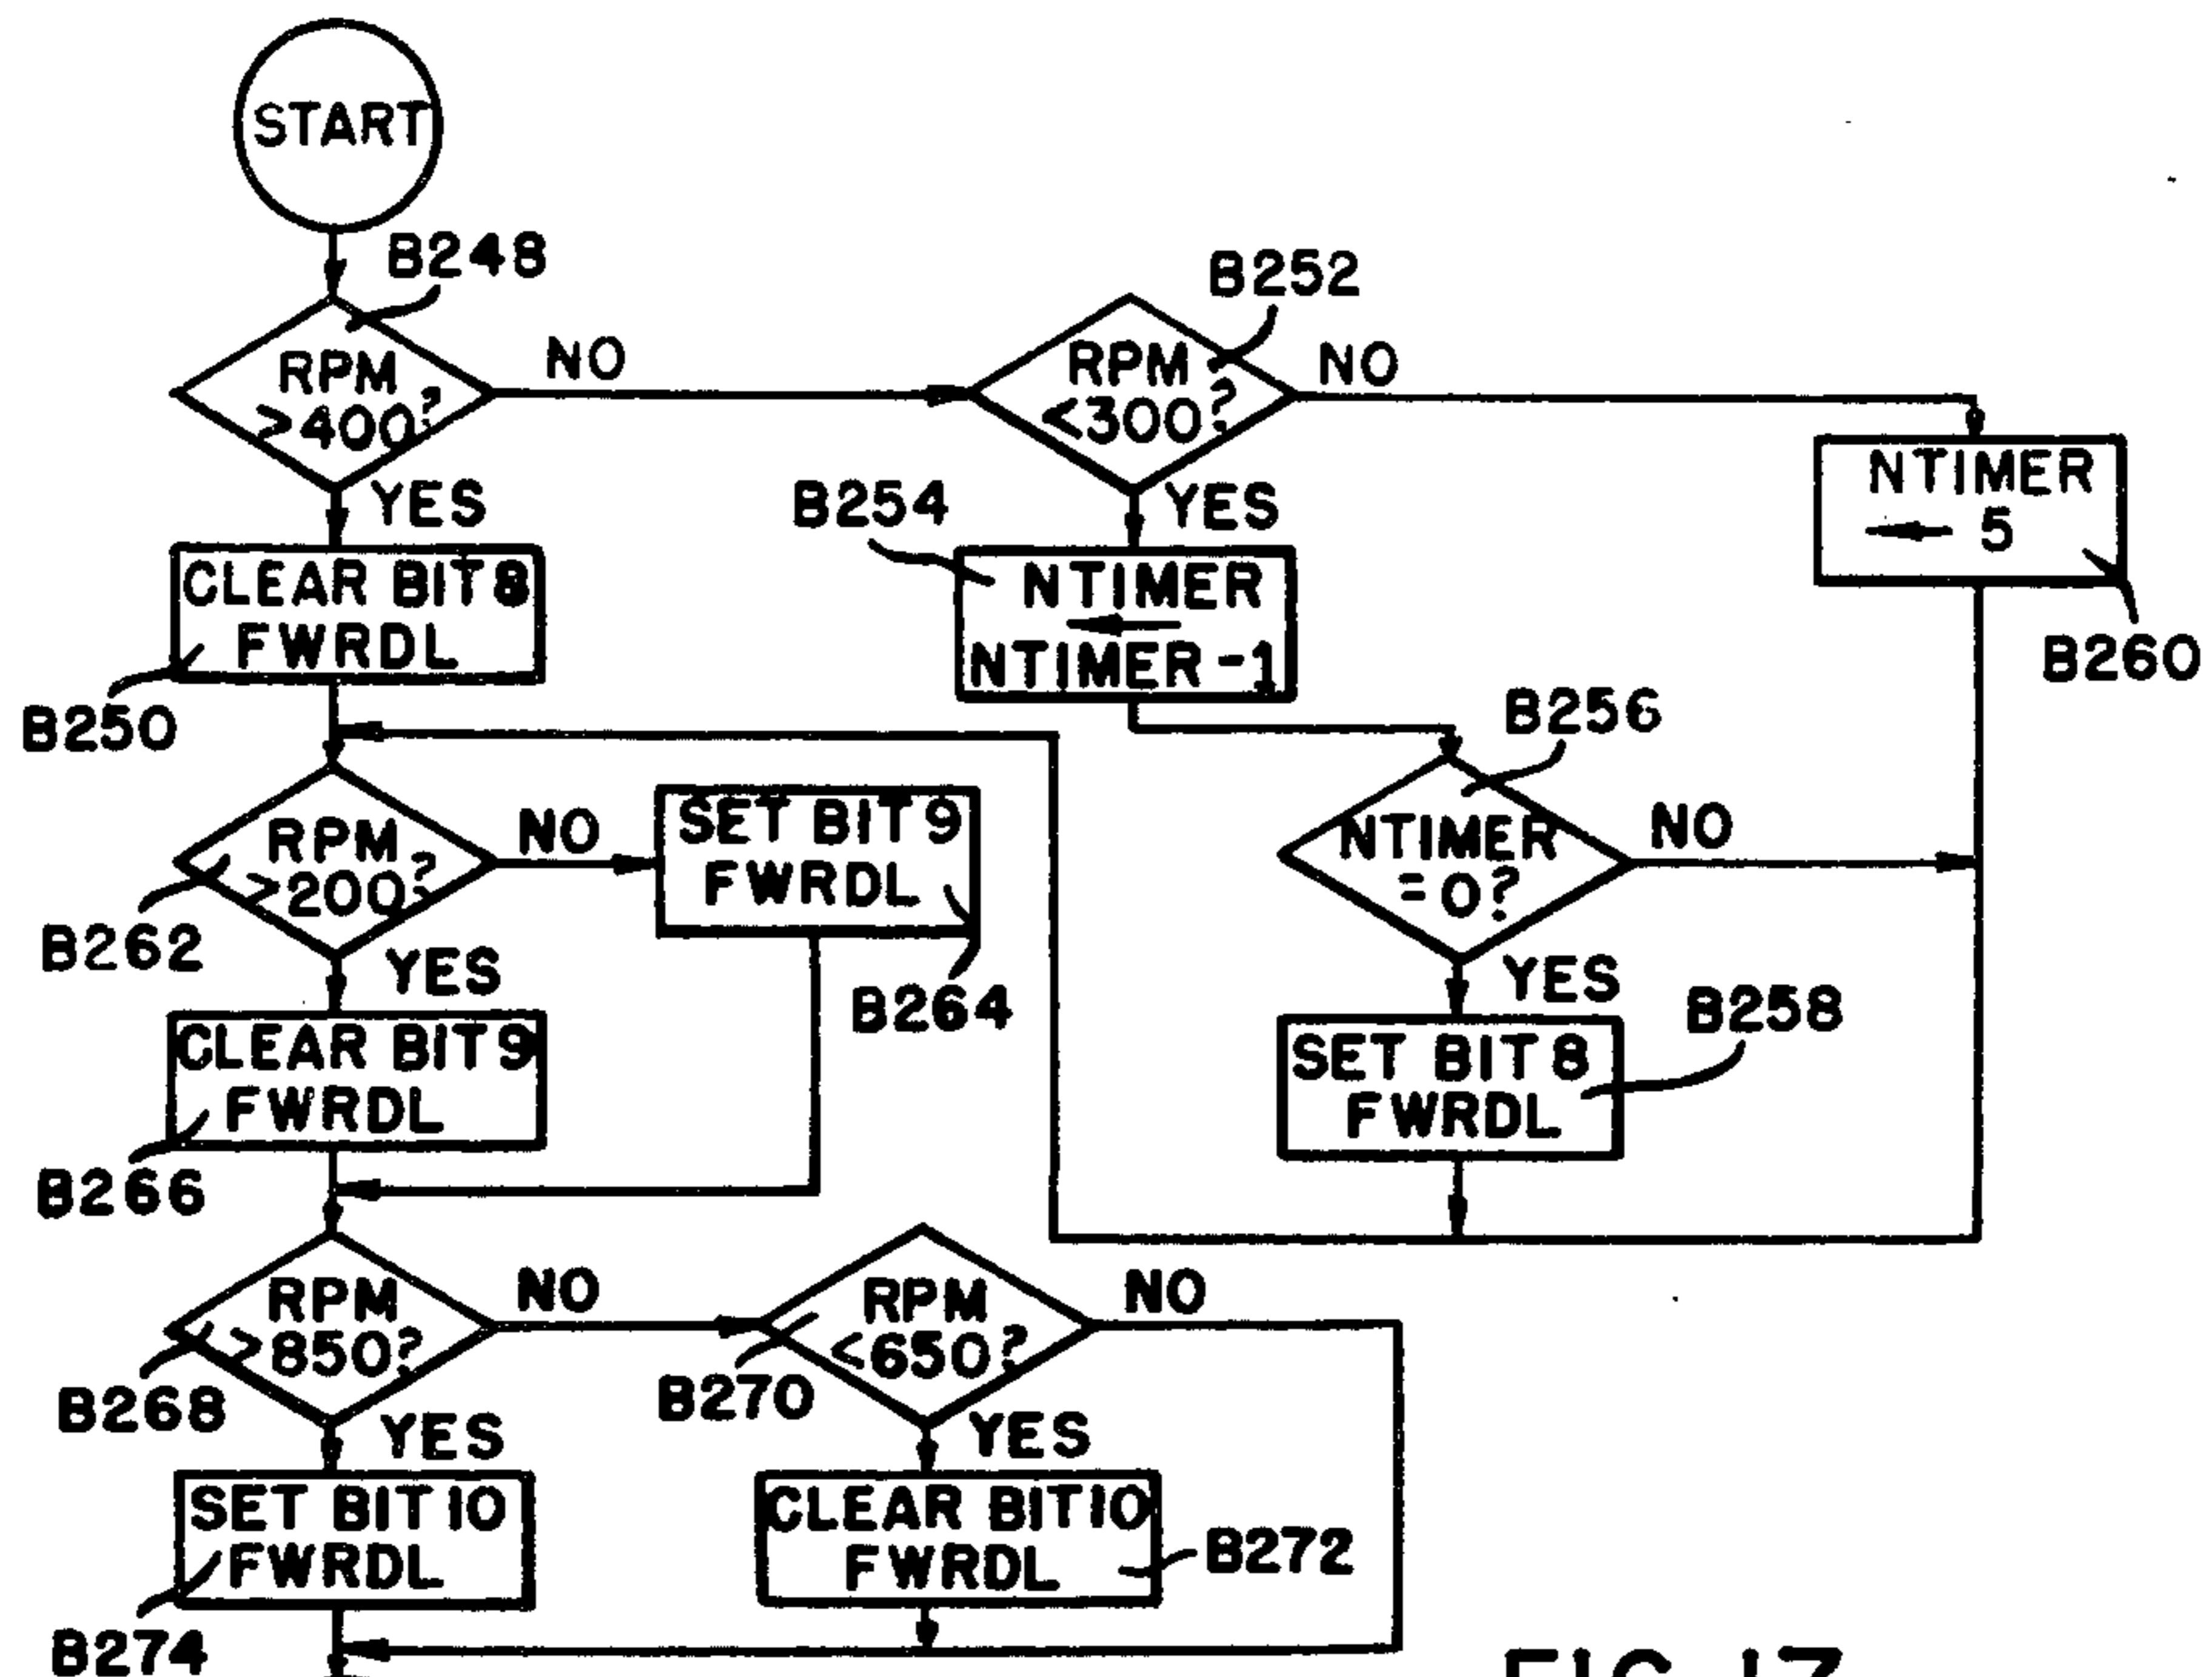 START
B248
RPM
>400?
NO
YES
B252
RPM
<300?
NO
YES
NTIMER
← 5
B260
CLEAR BIT 8
FWRDL
B250
B254
NTIMER
←
NTIMER-1
B256
NTIMER
=0?
NO
YES
SET BIT 8
FWRDL
B258
RPM
>200?
NO
YES
B262
SET BIT 9
FWRDL
B264
CLEAR BIT 9
FWRDL
B266
RPM
>850?
NO
YES
B268
RPM
<650?
NO
YES
B270
SET BIT 10
FWRDL
B274
CLEAR BIT 10
FWRDL
B272
FIG. 17